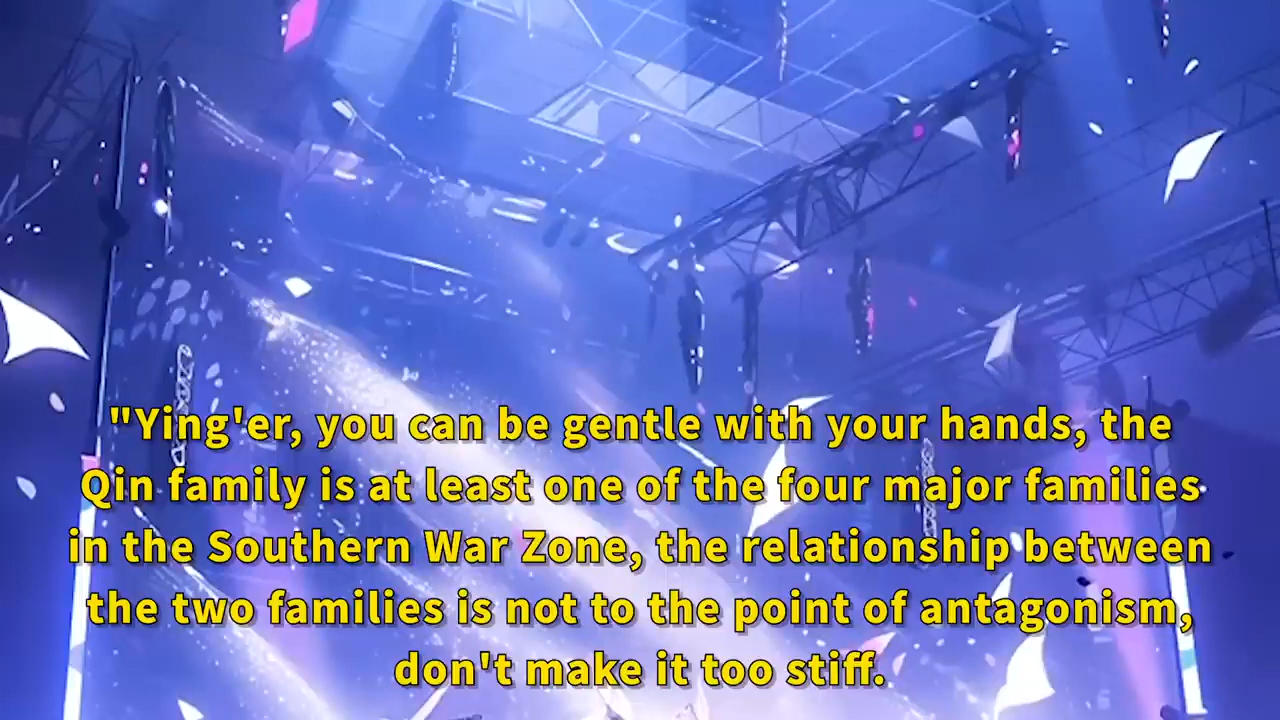 "Ying'er, you can be gentle with your hands, the
Qin family is at least one of the four major families
in the Southern War Zone, the relationship between
the two families is not to the point of antagonism,
don't make it too stiff.